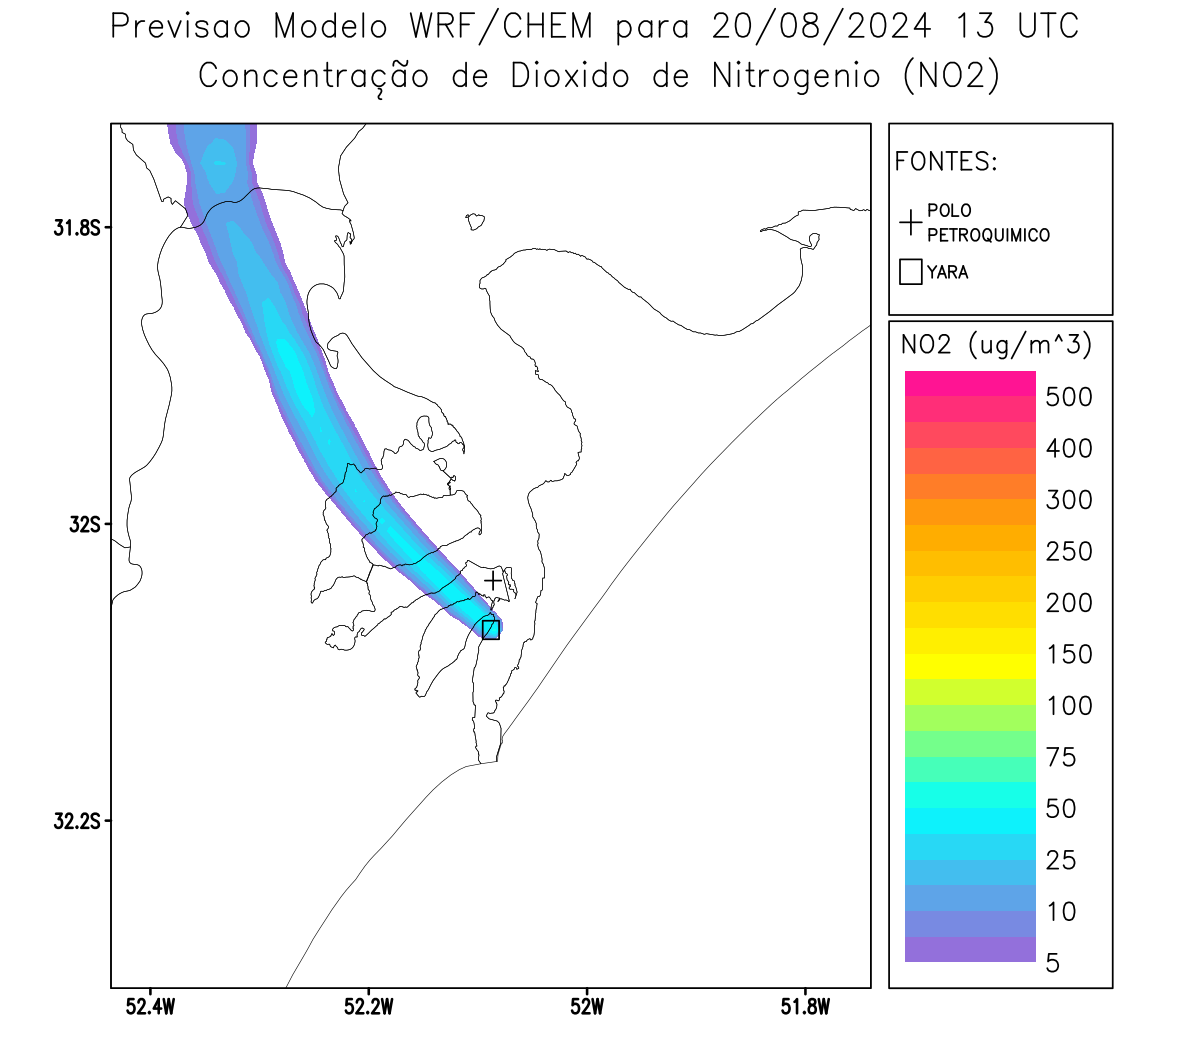 Previsao Modelo WRF/CHEM para 20/08/2024 13 UTC
Concentração de Dioxido de Nitrogenio (NO2)
FONTES:
POLO
PETROQUIMICO
YARA
NO2 (ug/m^3)
500
400
300
250
200
150
100
75
50
25
10
5
31.8S
32S
32.2S
52.4W
52.2W
52W
51.8W